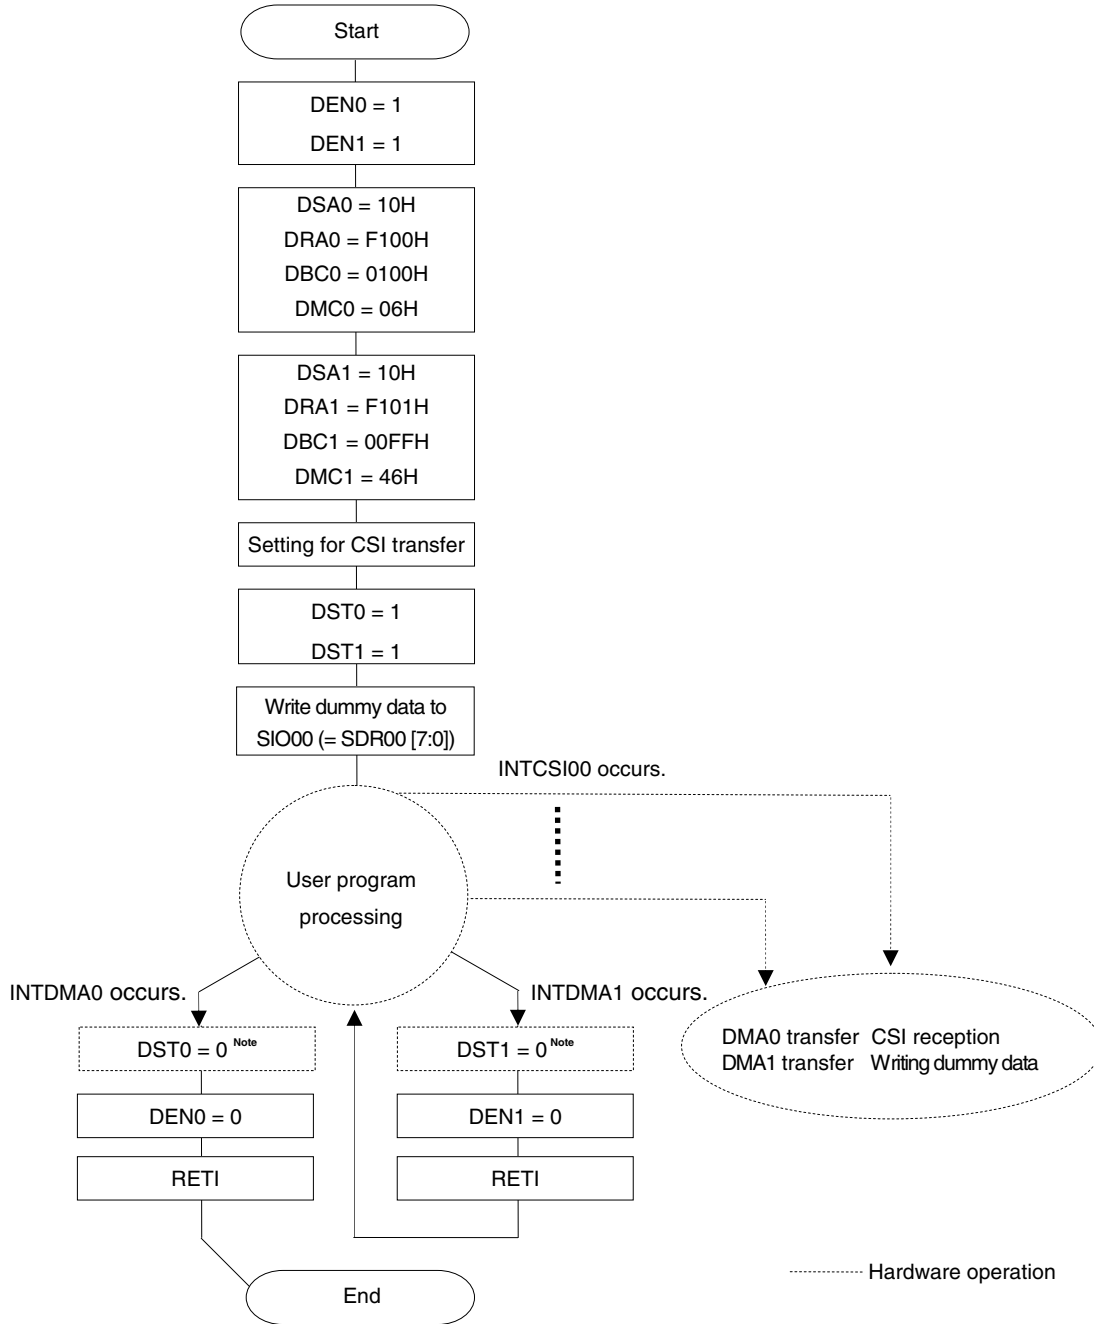 Start
DEN0 = 1
DEN1 = 1
DSA0 = 10H
DRA0 = F100H
DBC0 = 0100H
DMC0 = 06H
DSA1 = 10H
DRA1 = F101H
DBC1 = 00FFH
DMC1 = 46H
Setting for CSI transfer
DST0 = 1
DST1 = 1
Write dummy data to
SIO00 (= SDR00 [7:0])
INTCSI00 occurs.
User program
processing
INTDMA0 occurs.
INTDMA1 occurs.
DST0 = 0 Note
DST1 = 0 Note
DMA0 transfer CSI reception
DMA1 transfer Writing dummy data
DEN0 = 0
DEN1 = 0
RETI
RETI
Hardware operation
End